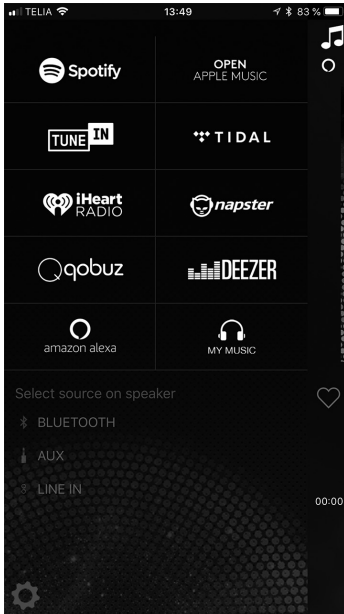 TELIA 13:49 83 %
Spotify
OPEN
APPLE MUSIC
TUNE IN
TIDAL
iHeart
RADIO
napster
qobuz
DEEZER
amazon alexa
MY MUSIC
Select source on speaker
BLUETOOTH
AUX
LINE IN
00:00